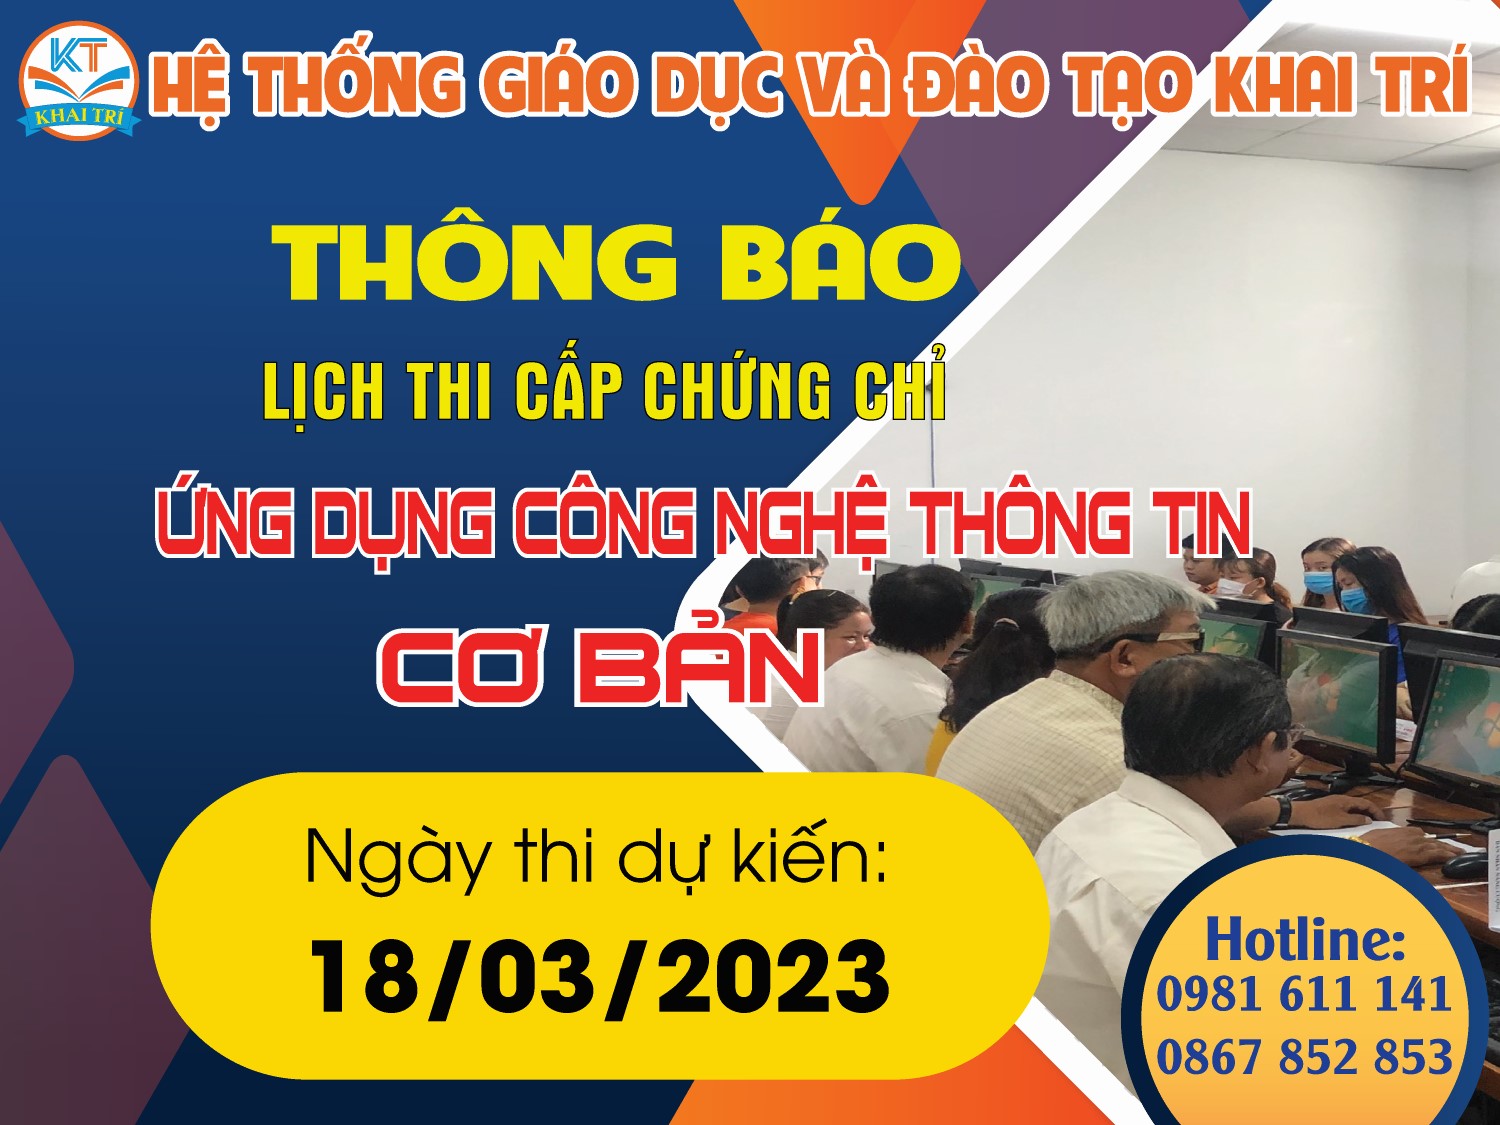 KT
KHAI TRÍ
HỆ THỐNG GIÁO DỤC VÀ ĐÀO TẠO KHAI TRÍ
THÔNG BÁO
LỊCH THI CẤP CHỨNG CHỈ
ỨNG DỤNG CÔNG NGHỆ THÔNG TIN
CƠ BẢN
Ngày thi dự kiến:
18/03/2023
Hotline:
0981 611 141
0867 852 853